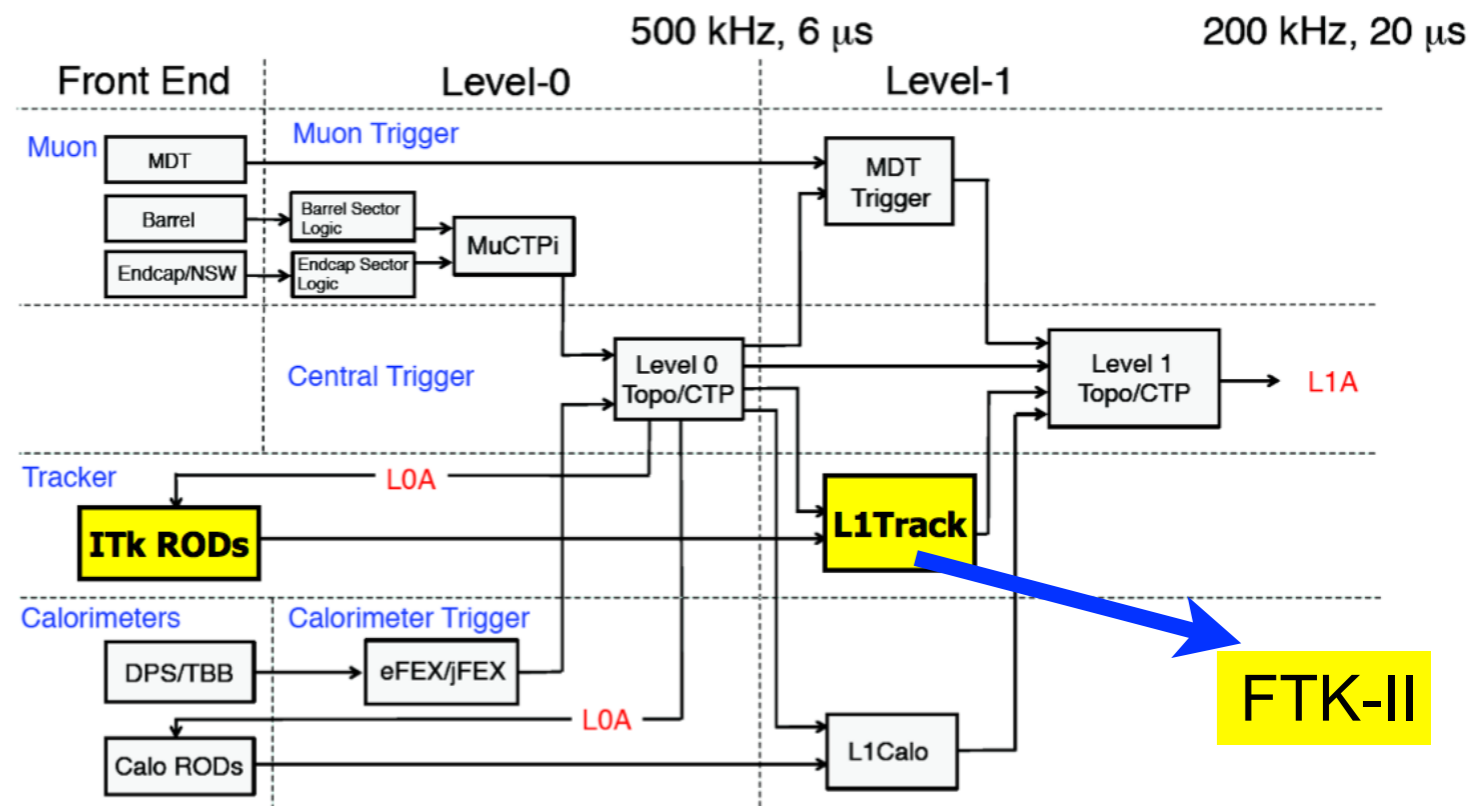 500 kHz, 6 μs
200 kHz, 20 μs
Front End
Level-0
Level-1
Muon
Muon Trigger
MDT
MDT
Trigger
Barrel
Barrel Sector
Logic
MuCTPi
Endcap/NSW
Endcap Sector
Logic
Central Trigger
Level 0
Topo/CTP
Level 1
Topo/CTP
L1A
Tracker
L0A
ITk RODs
L1Track
Calorimeters
Calorimeter Trigger
DPS/TBB
eFEX/jFEX
FTK-II
L0A
Calo RODs
L1Calo